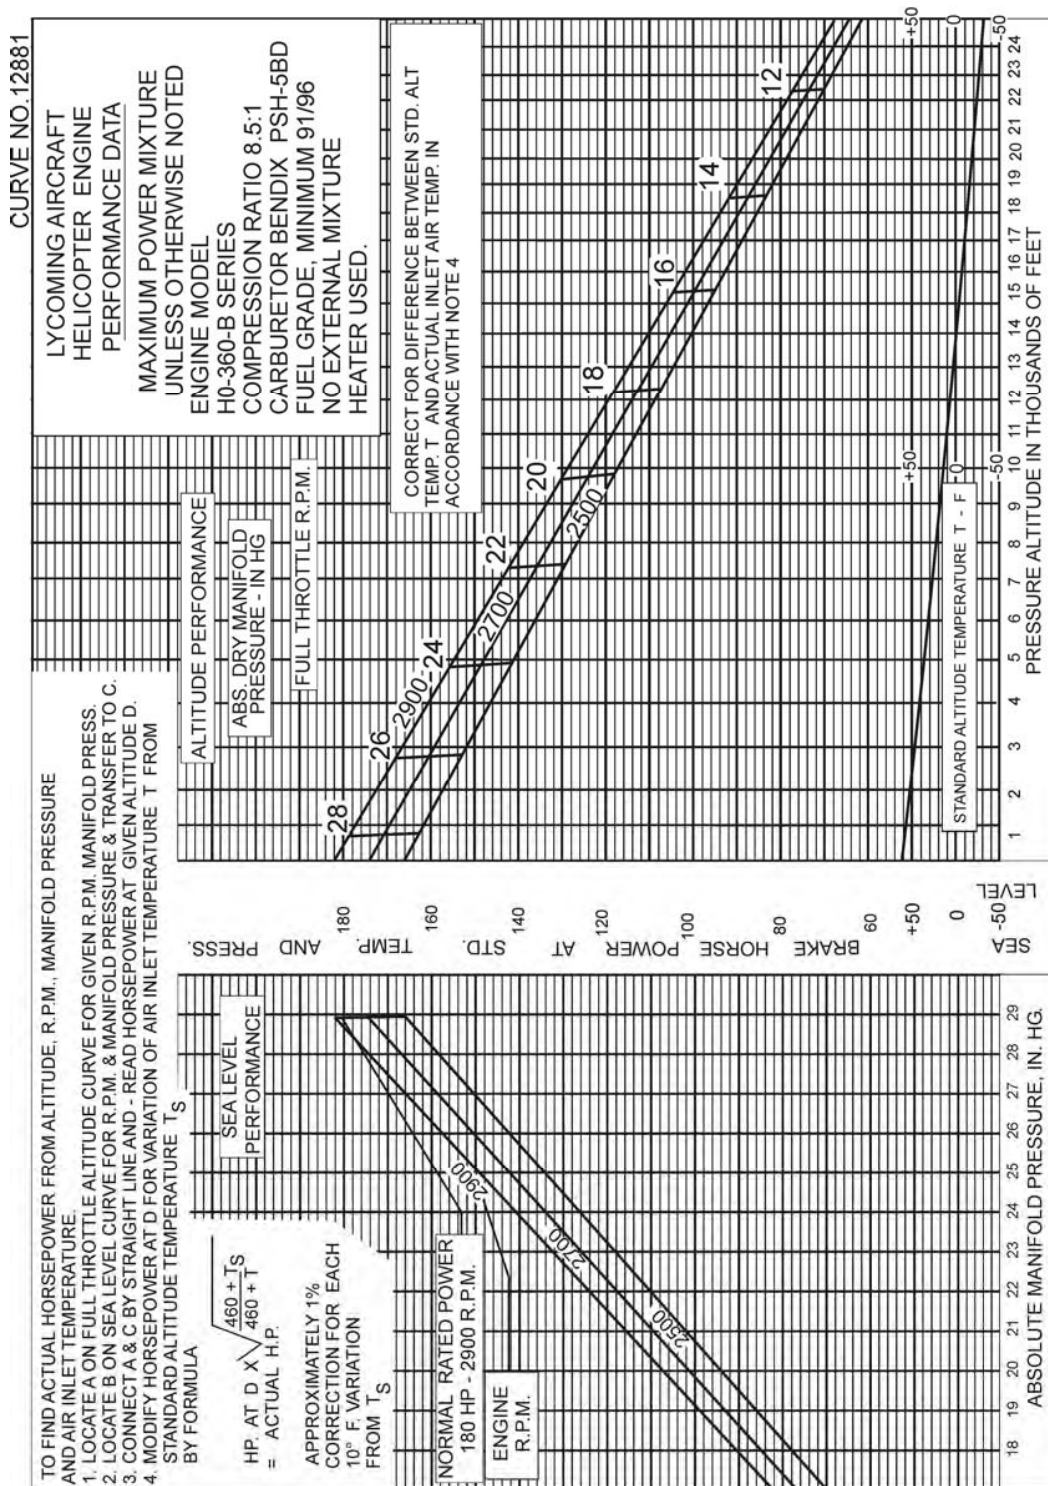 CURVE NO.12881
LYCOMING AIRCRAFT
HELICOPTER ENGINE
PERFORMANCE DATA
MAXIMUM POWER MIXTURE
UNLESS OTHERWISE NOTED
ENGINE MODEL
H0-360-B SERIES
COMPRESSION RATIO 8.5:1
CARBURETOR BENDIX PSH-5BD
FUEL GRADE, MINIMUM 91/96
NO EXTERNAL MIXTURE
HEATER USED.
TO FIND ACTUAL HORSEPOWER FROM ALTITUDE, R.P.M., MANIFOLD PRESSURE
AND AIR INLET TEMPERATURE.
1. LOCATE A ON FULL THROTTLE ALTITUDE CURVE FOR GIVEN R.P.M. MANIFOLD PRESS.
2. LOCATE B ON SEA LEVEL CURVE FOR R.P.M. & MANIFOLD PRESSURE & TRANSFER TO C.
3. CONNECT A & C BY STRAIGHT LINE AND - READ HORSEPOWER AT GIVEN ALTITUDE D.
4. MODIFY HORSEPOWER AT D FOR VARIATION OF AIR INLET TEMPERATURE T FROM
STANDARD ALTITUDE TEMPERATURE TS
BY FORMULA
HP. AT D X √ 460 + TS
460 + T
= ACTUAL H.P.
APPROXIMATELY 1%
CORRECTION FOR EACH
10° F. VARIATION
FROM TS
SEA LEVEL
PERFORMANCE
NORMAL RATED POWER
180 HP - 2900 R.P.M.
ENGINE
R.P.M.
2900
2700
2500
18 19 20 21 22 23 24 25 26 27 28 29
ABSOLUTE MANIFOLD PRESSURE, IN. HG.
BRAKE HORSE POWER AT STD. TEMP. AND PRESS.
180
160
140
120
100
80
60
+50
0
-50
SEA
LEVEL
ALTITUDE PERFORMANCE
ABS. DRY MANIFOLD
PRESSURE - IN HG
FULL THROTTLE R.P.M.
CORRECT FOR DIFFERENCE BETWEEN STD. ALT
TEMP. T AND ACTUAL INLET AIR TEMP. IN
ACCORDANCE WITH NOTE 4
28 26 24 22 20 18 16 14 12
2900
2700
2500
STANDARD ALTITUDE TEMPERATURE T - F
+50
0
-50
+50
0
-50
1 2 3 4 5 6 7 8 9 10 11 12 13 14 15 16 17 18 19 20 21 22 23 24
PRESSURE ALTITUDE IN THOUSANDS OF FEET